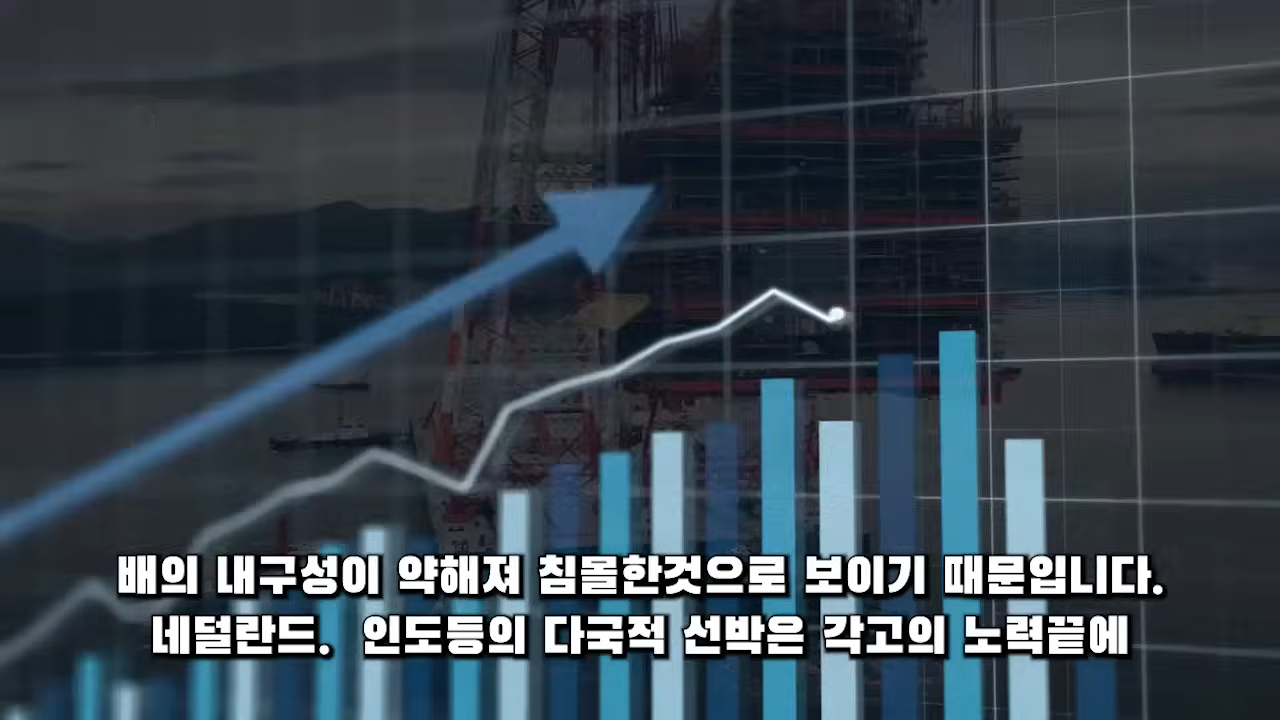 배의 내구성이 약해져 침몰한것으로 보이기 때문입니다.
네덜란드. 인도등의 다국적 선박은 각고의 노력끝에